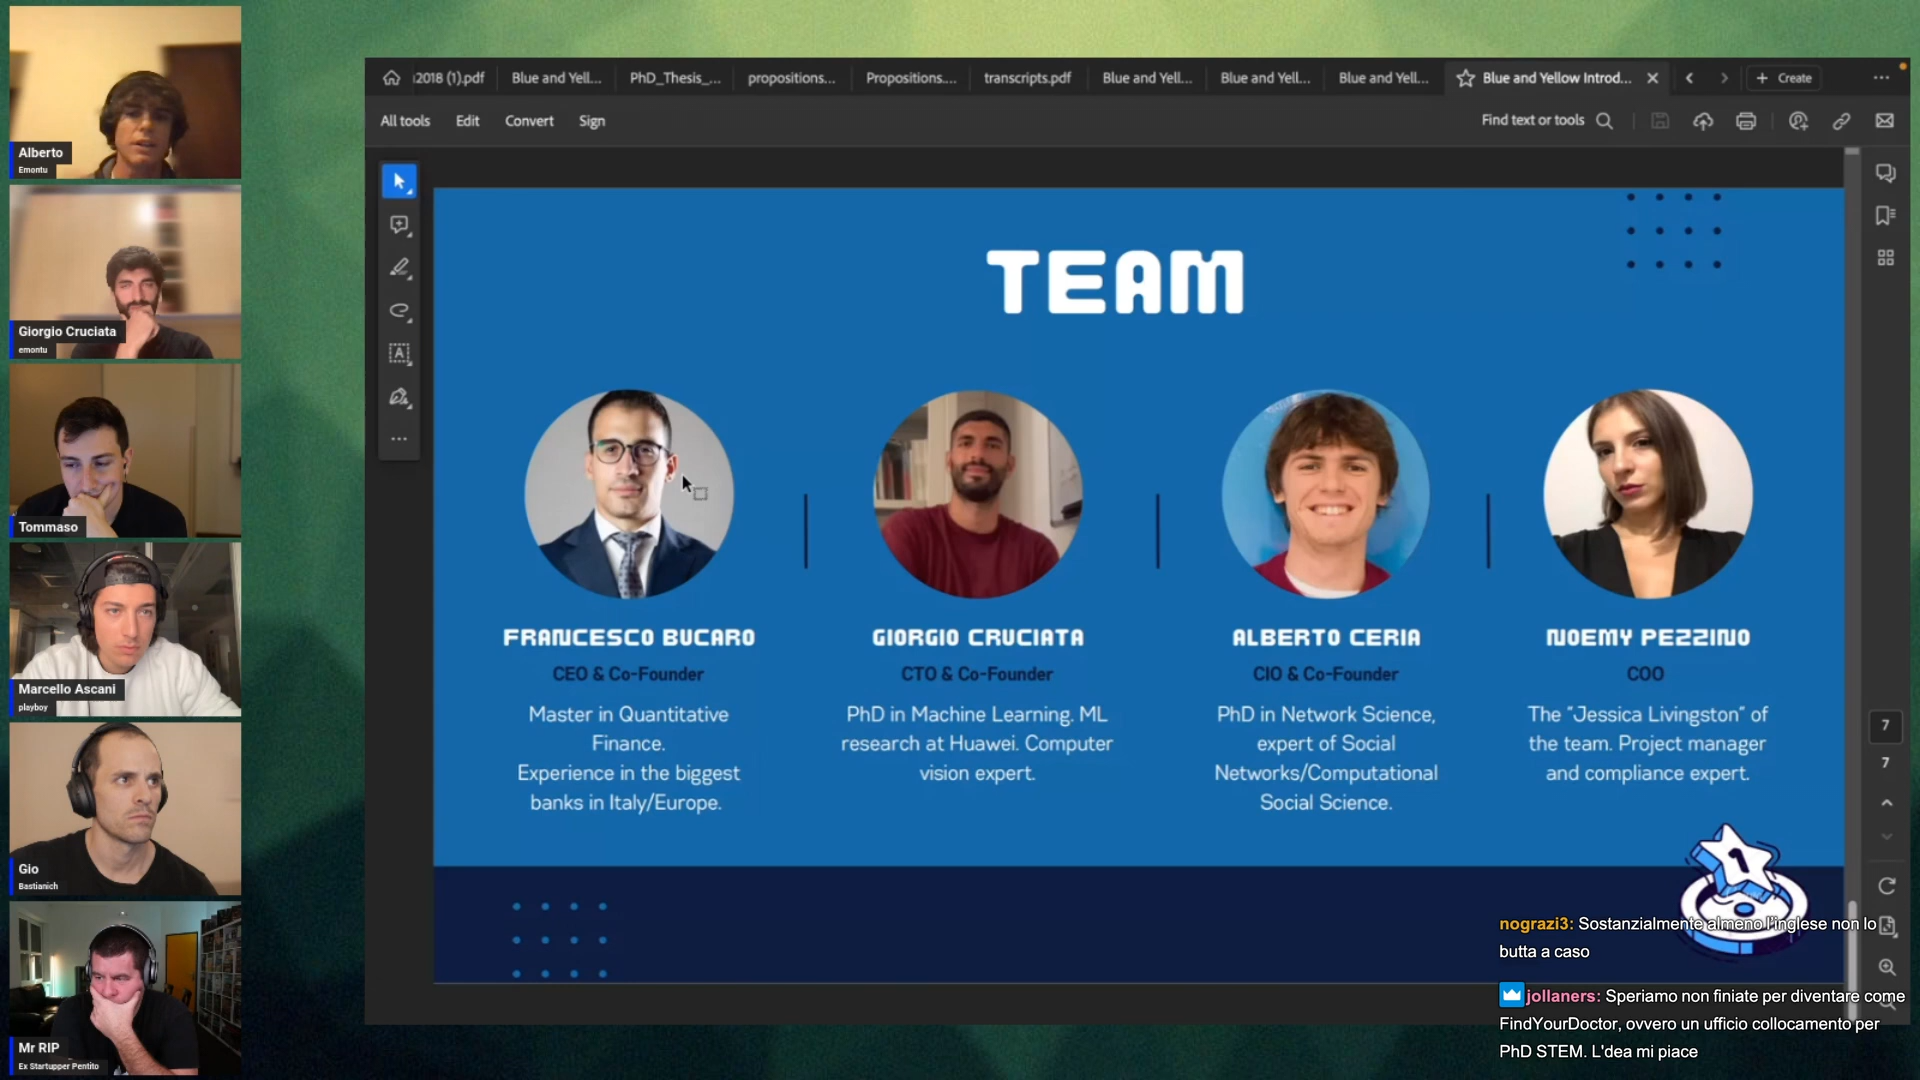 Alberto
Emontu
Giorgio Cruciata
emontu
Tommaso
Marcello Ascani
playboy
Gio
Bastianich
Mr RIP
Ex Startupper Pentito
2018 (1).pdf
Blue and Yell...
PhD_Thesis_...
propositions...
Propositions....
transcripts.pdf
Blue and Yell...
Blue and Yell...
Blue and Yell...
Blue and Yellow Introd...
Create
All tools
Edit
Convert
Sign
Find text or tools
TEAM
FRANCESCO BUCARO
CEO & Co-Founder
Master in Quantitative
Finance.
Experience in the biggest
banks in Italy/Europe.
GIORGIO CRUCIATA
CTO & Co-Founder
PhD in Machine Learning. ML
research at Huawei. Computer
vision expert.
ALBERTO CERIA
CIO & Co-Founder
PhD in Network Science,
expert of Social
Networks/Computational
Social Science.
NOEMY PEZZINO
COO
The "Jessica Livingston" of
the team. Project manager
and compliance expert.
7
7
1
nograzi3: Sostanzialmente almeno l'inglese non lo
butta a caso
jollaners: Speriamo non finiate per diventare come
FindYourDoctor, ovvero un ufficio collocamento per
PhD STEM. L'dea mi piace